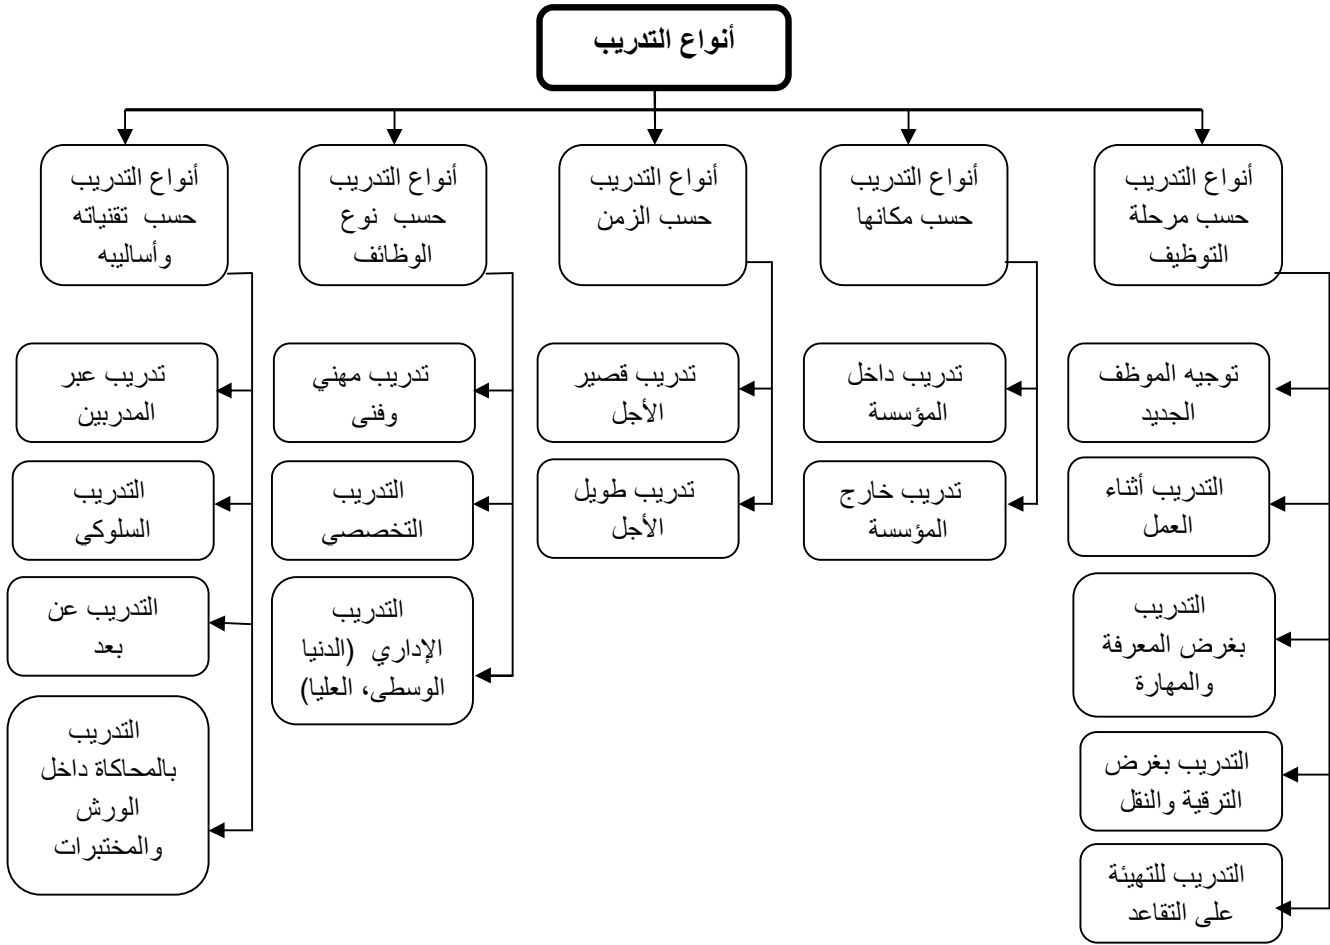 أنواع التدريب
أنواع التدريب
حسب مرحلة
التوظيف
توجيه الموظف
الجديد
التدريب أثناء
العمل
التدريب
بغرض المعرفة
والمهارة
التدريب بغرض
الترقية والنقل
التدريب للتهيئة
على التقاعد
أنواع التدريب
حسب مكانها
تدريب داخل
المؤسسة
تدريب خارج
المؤسسة
أنواع التدريب
حسب الزمن
تدريب قصير
الأجل
تدريب طويل
الأجل
أنواع التدريب
حسب نوع
الوظائف
تدريب مهني
وفنى
التدريب
التخصصي
التدريب
الإداري (الدنيا
الوسطى، العليا)
أنواع التدريب
حسب تقنياته
وأساليبه
تدريب عبر
المدربين
التدريب
السلوكي
التدريب عن
بعد
التدريب
بالمحاكاة داخل
الورش
والمختبرات